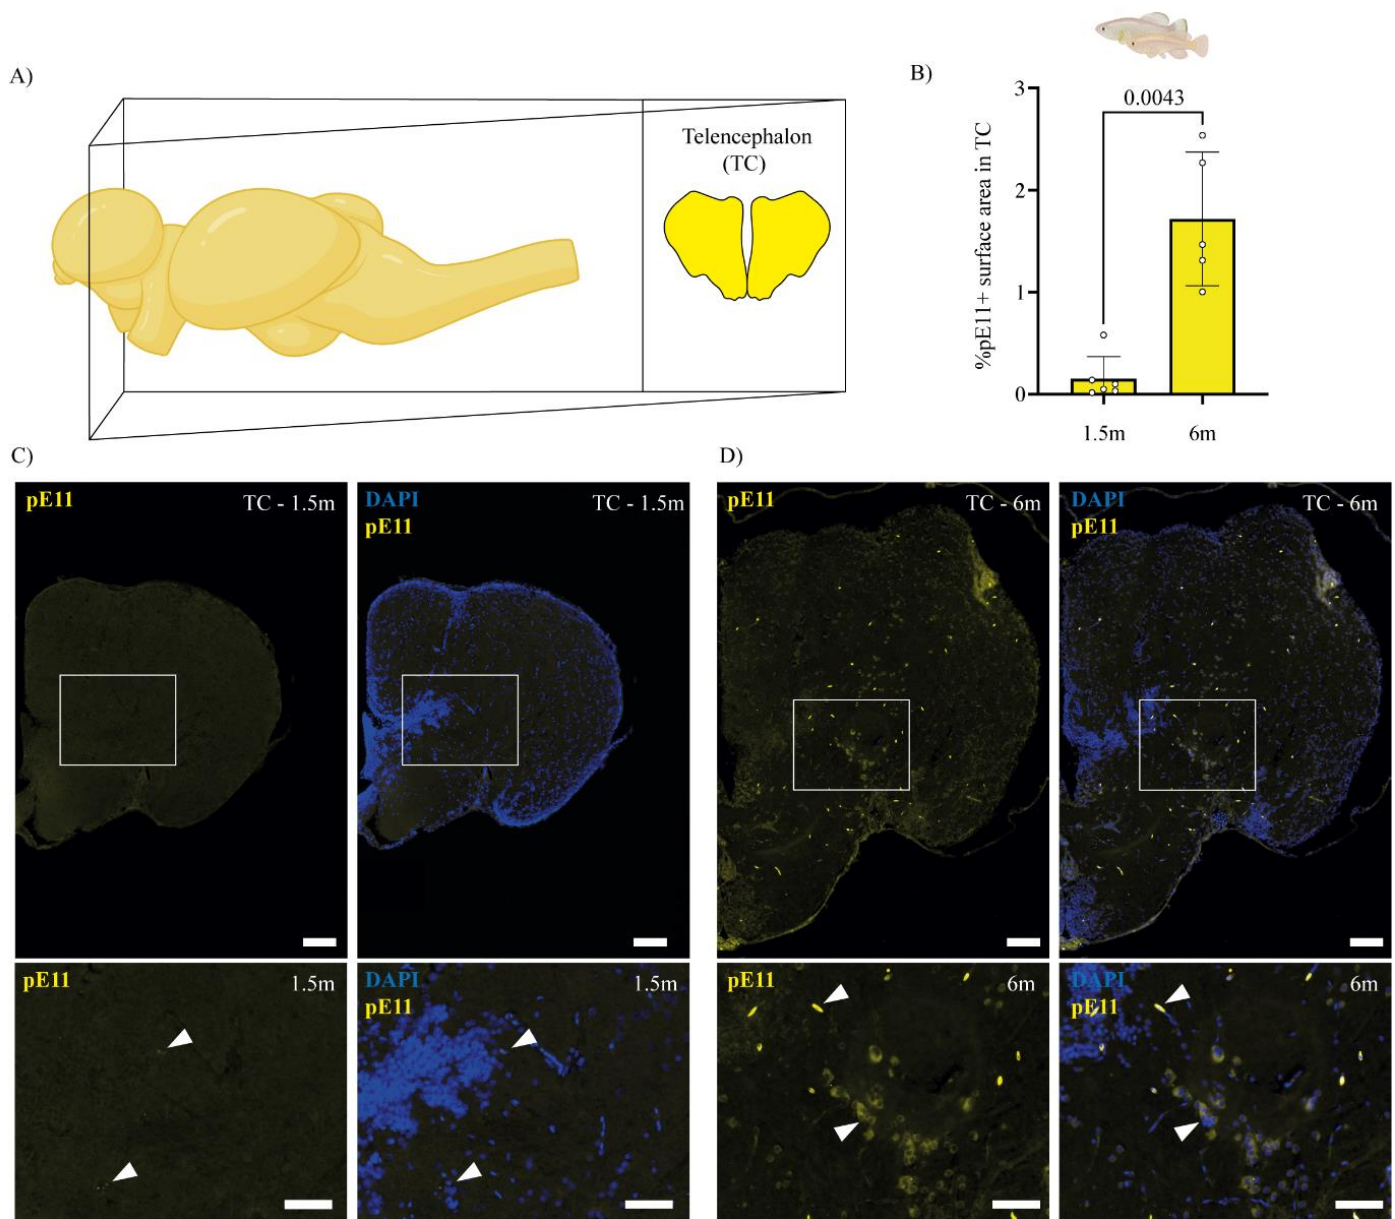 A)
Telencephalon
(TC)
B)
%pE11+ surface area in TC
3
2
1
0
0.0043
1.5m
6m
C)
pE11
TC - 1.5m
DAPI
pE11
TC - 1.5m
D)
pE11
TC - 6m
DAPI
pE11
TC - 6m
pE11
1.5m
DAPI
pE11
1.5m
pE11
6m
DAPI
pE11
6m